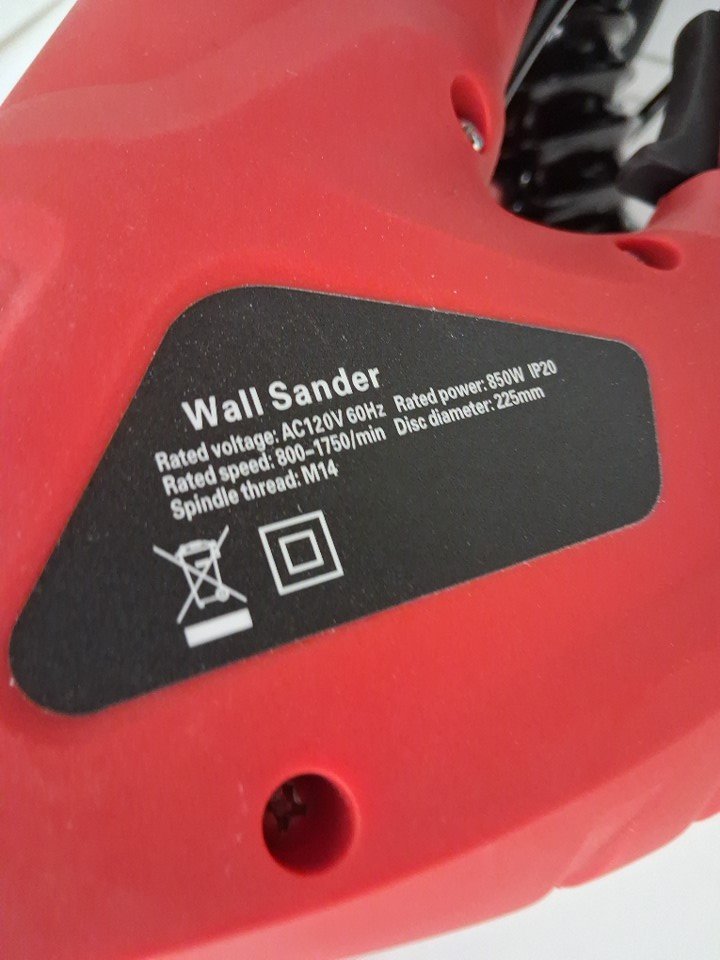 Wall Sander
Rated voltage: AC120V 60Hz Rated power: 850W IP20
Rated speed: 800-1750/min Disc diameter: 225mm
Spindle thread: M14